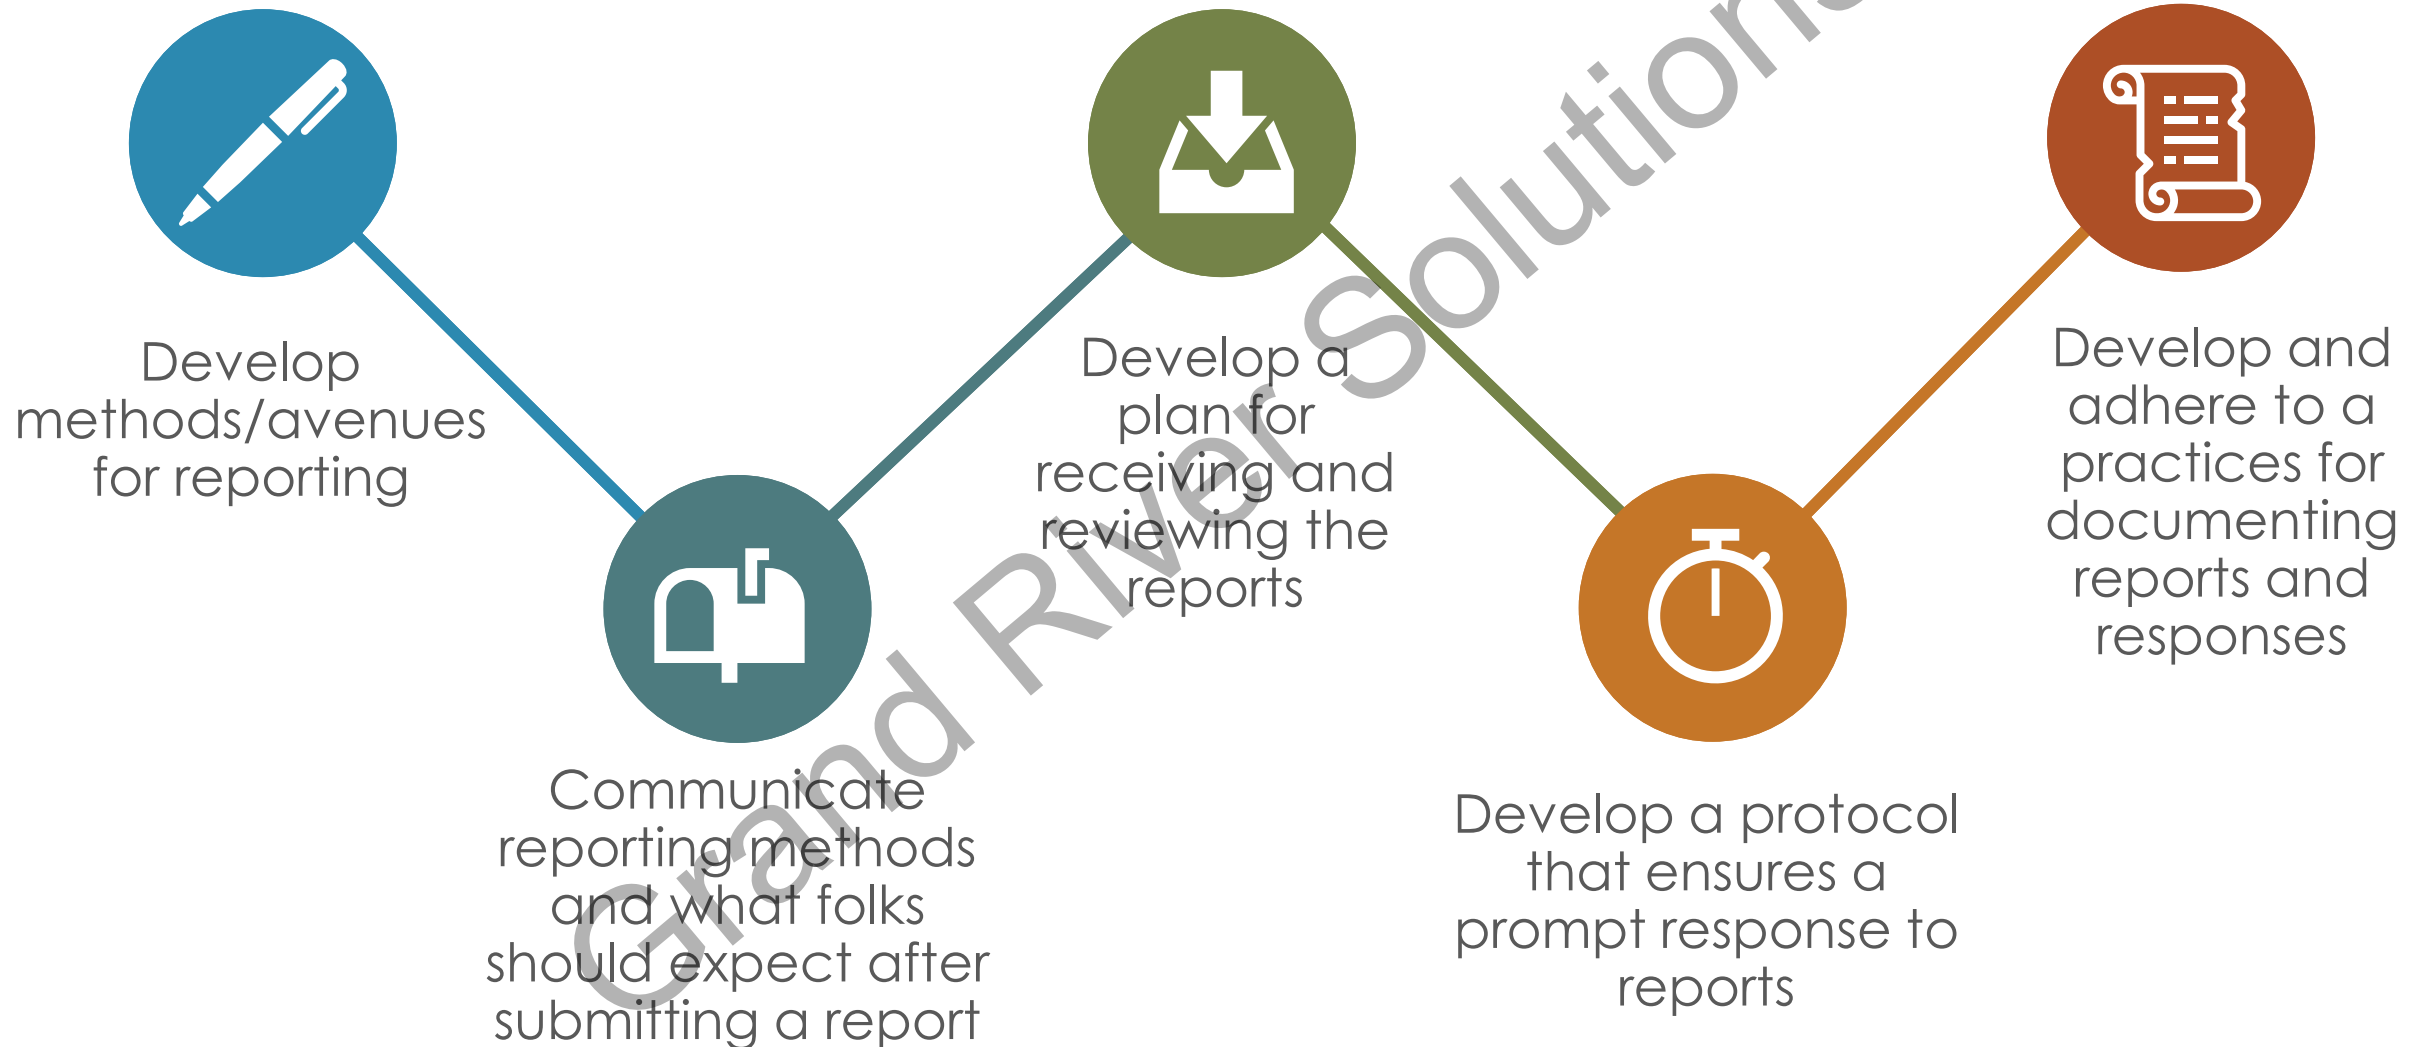 Develop
methods/avenues
for reporting
Communicate
reporting methods
and what folks
should expect after
submitting a report
Develop a
plan for
receiving and
reviewing the
reports
Develop a protocol
that ensures a
prompt response to
reports
Develop and
adhere to a
practices for
documenting
reports and
responses
Grand River Solutions